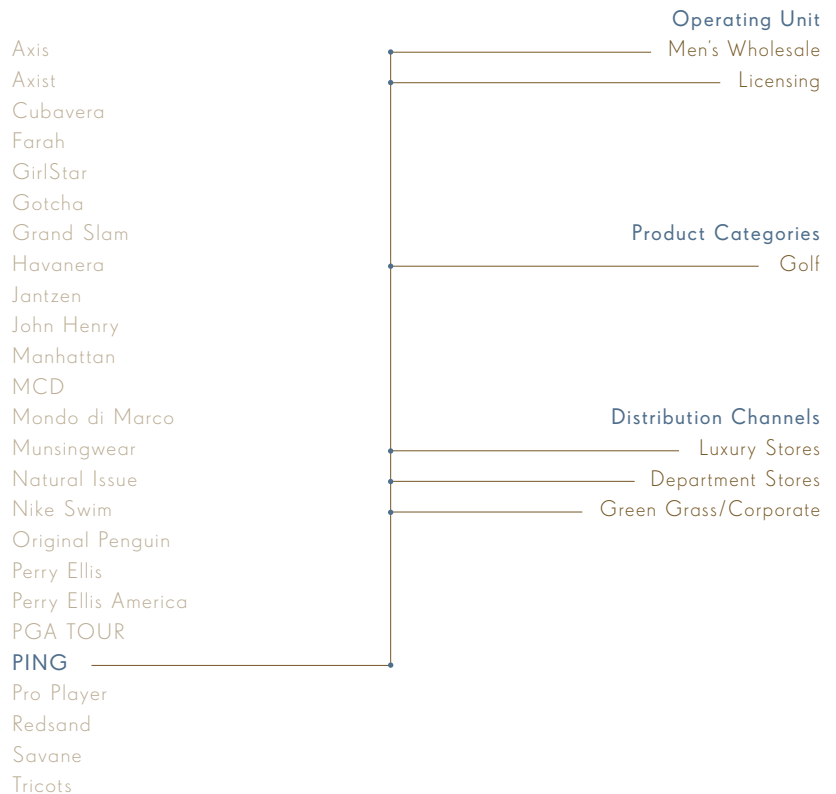 Operating Unit
Axis
Men's Wholesale
Axist
Licensing
Cubavera
Farah
GirlStar
Gotcha
Grand Slam
Product Categories
Havanera
Golf
Jantzen
John Henry
Manhattan
MCD
Mondo di Marco
Distribution Channels
Munsingwear
Luxury Stores
Natural Issue
Department Stores
Nike Swim
Green Grass/Corporate
Original Penguin
Perry Ellis
Perry Ellis America
PGA TOUR
PING
Pro Player
Redsand
Savane
Tricots